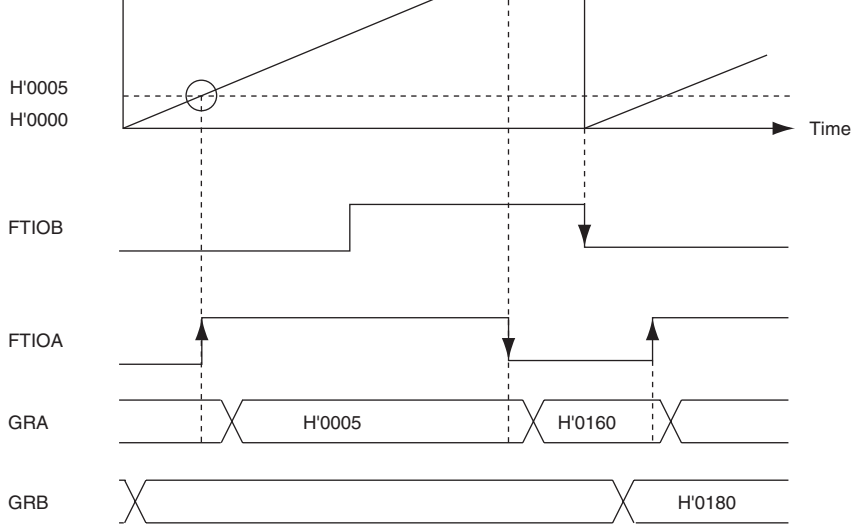 H'0005
H'0000
Time
FTIOB
FTIOA
GRA H'0005 H'0160
GRB H'0180